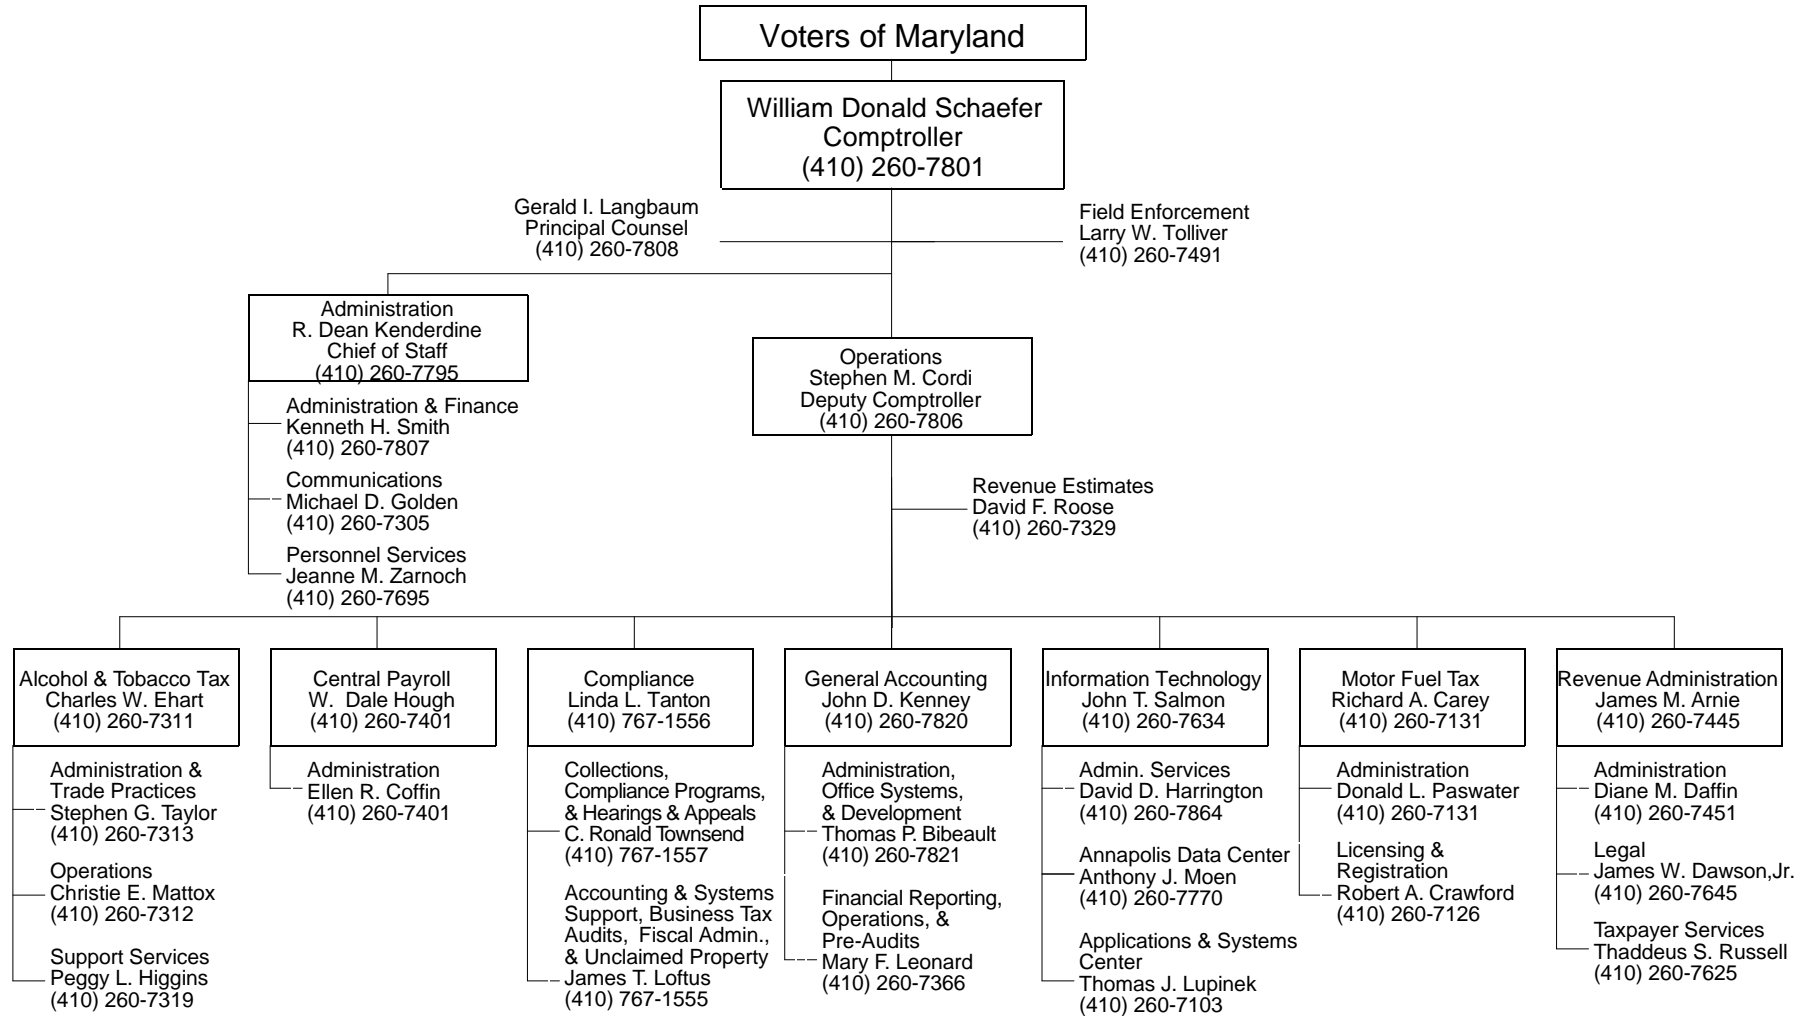 Voters of Maryland
William Donald Schaefer
Comptroller
(410) 260-7801
Gerald I. Langbaum
Principal Counsel
(410) 260-7808
Field Enforcement
Larry W. Tolliver
(410) 260-7491
Administration
R. Dean Kenderdine
Chief of Staff
(410) 260-7795
Administration & Finance
Kenneth H. Smith
(410) 260-7807
Communications
Michael D. Golden
(410) 260-7305
Personnel Services
Jeanne M. Zarnoch
(410) 260-7695
Operations
Stephen M. Cordi
Deputy Comptroller
(410) 260-7806
Revenue Estimates
David F. Roose
(410) 260-7329
Alcohol & Tobacco Tax
Charles W. Ehart
(410) 260-7311
Administration &
Trade Practices
Stephen G. Taylor
(410) 260-7313
Operations
Christie E. Mattox
(410) 260-7312
Support Services
Peggy L. Higgins
(410) 260-7319
Central Payroll
W.  Dale Hough
(410) 260-7401
Administration
Ellen R. Coffin
(410) 260-7401
Compliance
Linda L. Tanton
(410) 767-1556
Collections,
Compliance Programs,
& Hearings & Appeals
C. Ronald Townsend
(410) 767-1557
Accounting & Systems
Support, Business Tax
Audits,  Fiscal Admin.,
& Unclaimed Property
James T. Loftus
(410) 767-1555
General Accounting
John D. Kenney
(410) 260-7820
Administration,
Office Systems,
& Development
Thomas P. Bibeault
(410) 260-7821
Financial Reporting,
Operations, &
Pre-Audits
Mary F. Leonard
(410) 260-7366
Information Technology
John T. Salmon
(410) 260-7634
Admin. Services
David D. Harrington
(410) 260-7864
Annapolis Data Center
Anthony J. Moen
(410) 260-7770
Applications & Systems
Center
Thomas J. Lupinek
(410) 260-7103
Motor Fuel Tax
Richard A. Carey
(410) 260-7131
Administration
Donald L. Paswater
(410) 260-7131
Licensing &
Registration
Robert A. Crawford
(410) 260-7126
Revenue Administration
James M. Arnie
(410) 260-7445
Administration
Diane M. Daffin
(410) 260-7451
Legal
James W. Dawson,Jr.
(410) 260-7645
Taxpayer Services
Thaddeus S. Russell
(410) 260-7625